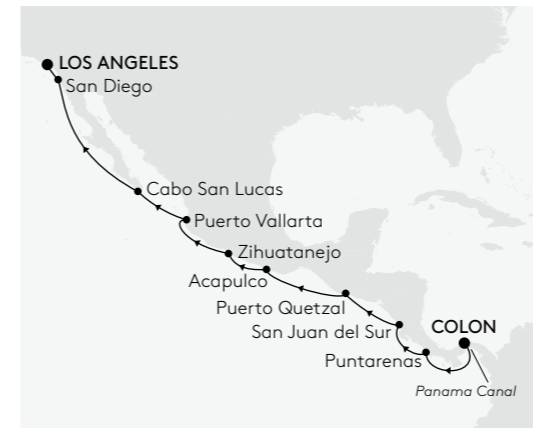 LOS ANGELES
San Diego
Cabo San Lucas
Puerto Vallarta
Zihuatanejo
Acapulco
Puerto Quetzal
San Juan del Sur
COLON
Puntarenas
Panama Canal